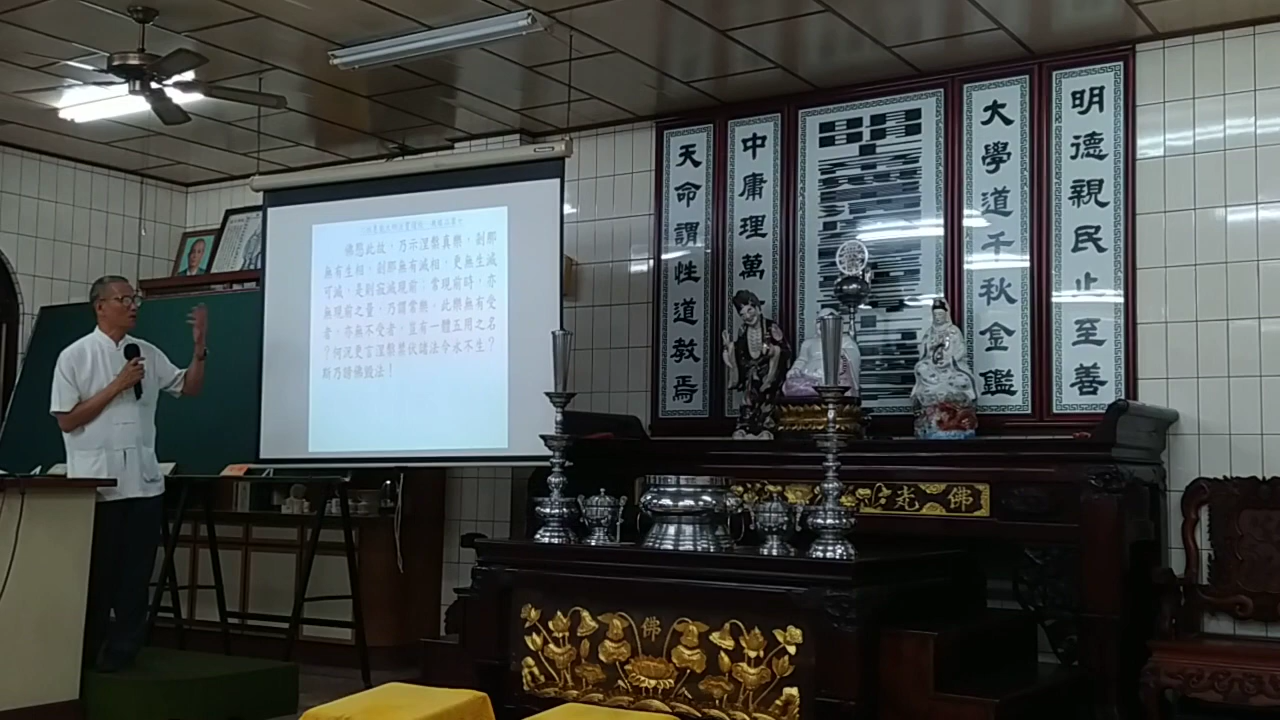 佛愍此故，乃示涅槃真樂，剎那
無有生相，剎那無有滅相，更無生滅
可滅，是則寂滅現前；當現前時，亦
無現前之量，乃謂常樂。此樂無有受
者，亦無不受者，豈有一體五用之名
？何況更言涅槃禁伏諸法令永不生？
斯乃謗佛毀法！
天命謂性道教焉
中庸理萬
大學道千秋金鑑
明德親民止至善
佛光
佛